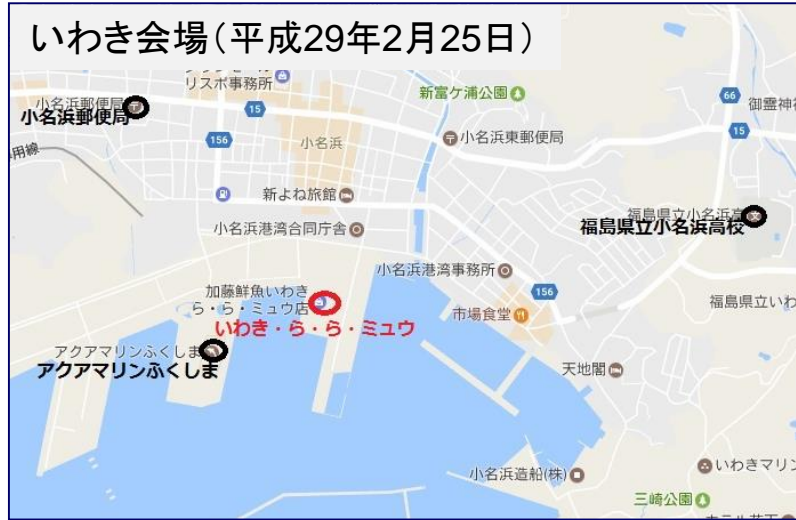 いわき会場（平成29年2月25日）
リスポ事務所
新富ケ浦公園
66
御霊神社
小名浜郵便局
小名浜郵便局
15
15
156
小名浜
小名浜東郵便局
専用線
新よね旅館
福島県立小名浜高
福島県立小名浜高校
小名浜港湾合同庁舎
小名浜港湾事務所
加藤鮮魚いわき
ら・ら・ミュウ店
156
福島県立いわ
市場食堂
いわき・ら・ら・ミュウ
アクアマリンふくしま
アクアマリンふくしま
天地閣
小名浜造船(株)
いわきマリン
三崎公園